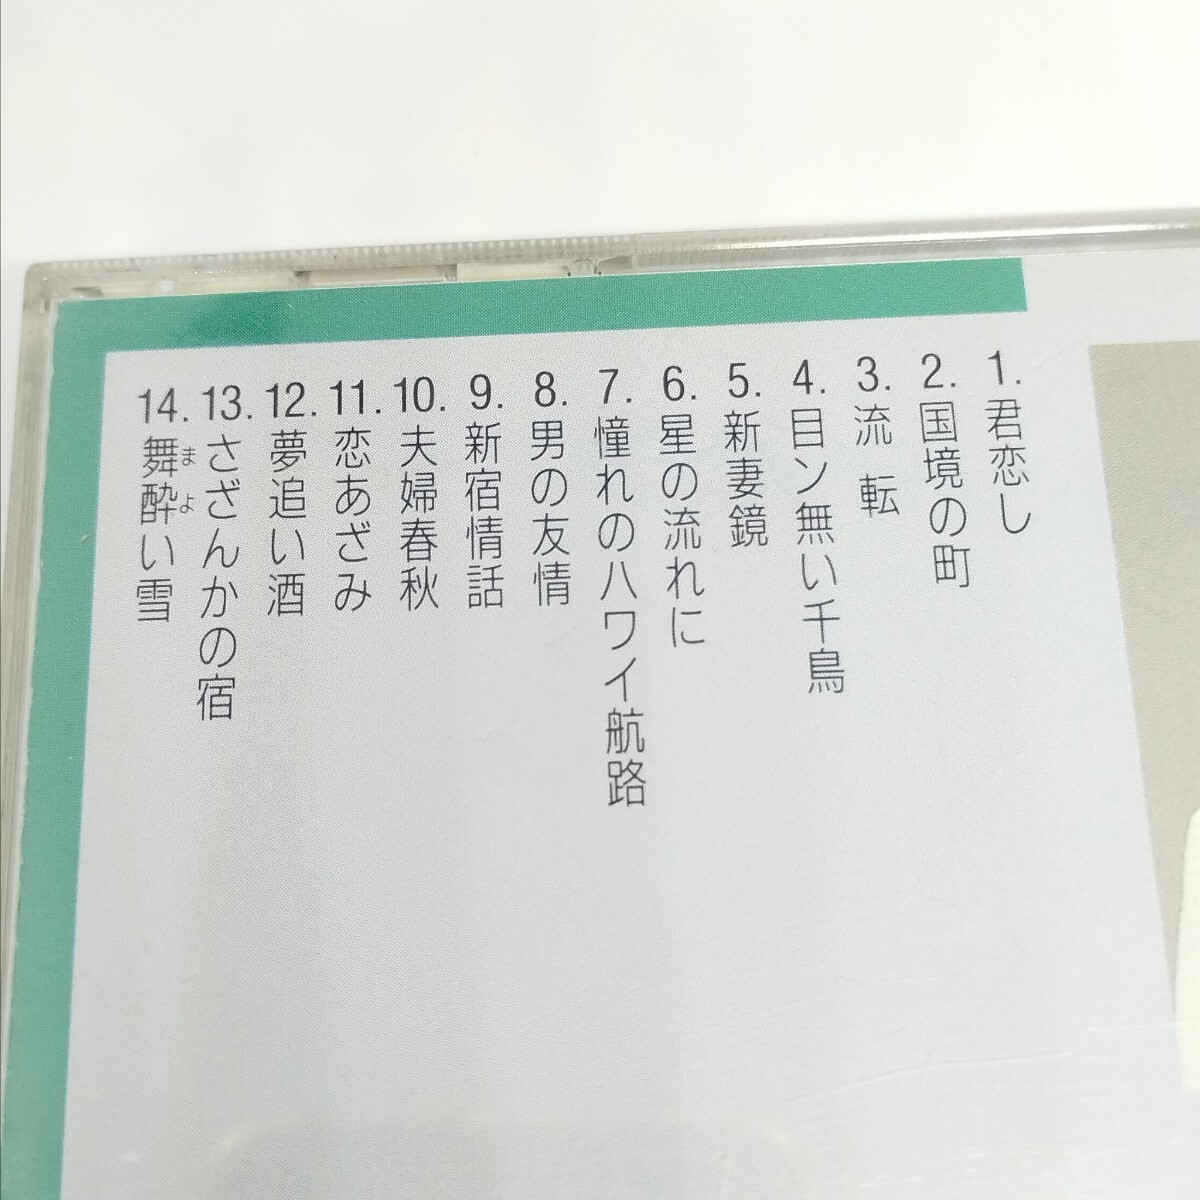 1. 君恋し
2. 国境の町
3. 流 転
4. 目ン無い千鳥
5. 新妻鏡
6. 星の流れに
7. 憧れのハワイ航路
8. 男の友情
9. 新宿情話
10. 夫婦春秋
11. 恋あざみ
12. 夢追い酒
13. さざんかの宿
14. 舞酔い雪
まよ